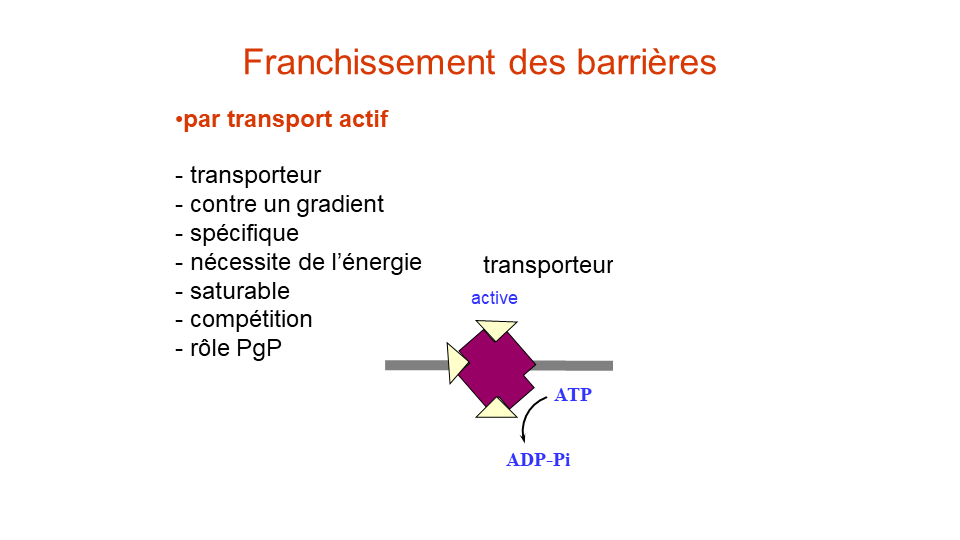 Franchissement des barrières
•par transport actif
- transporteur
- contre un gradient
- spécifique
- nécessite de l’énergie
- saturable
- compétition
- rôle PgP
transporteur
active
ATP
ADP-Pi